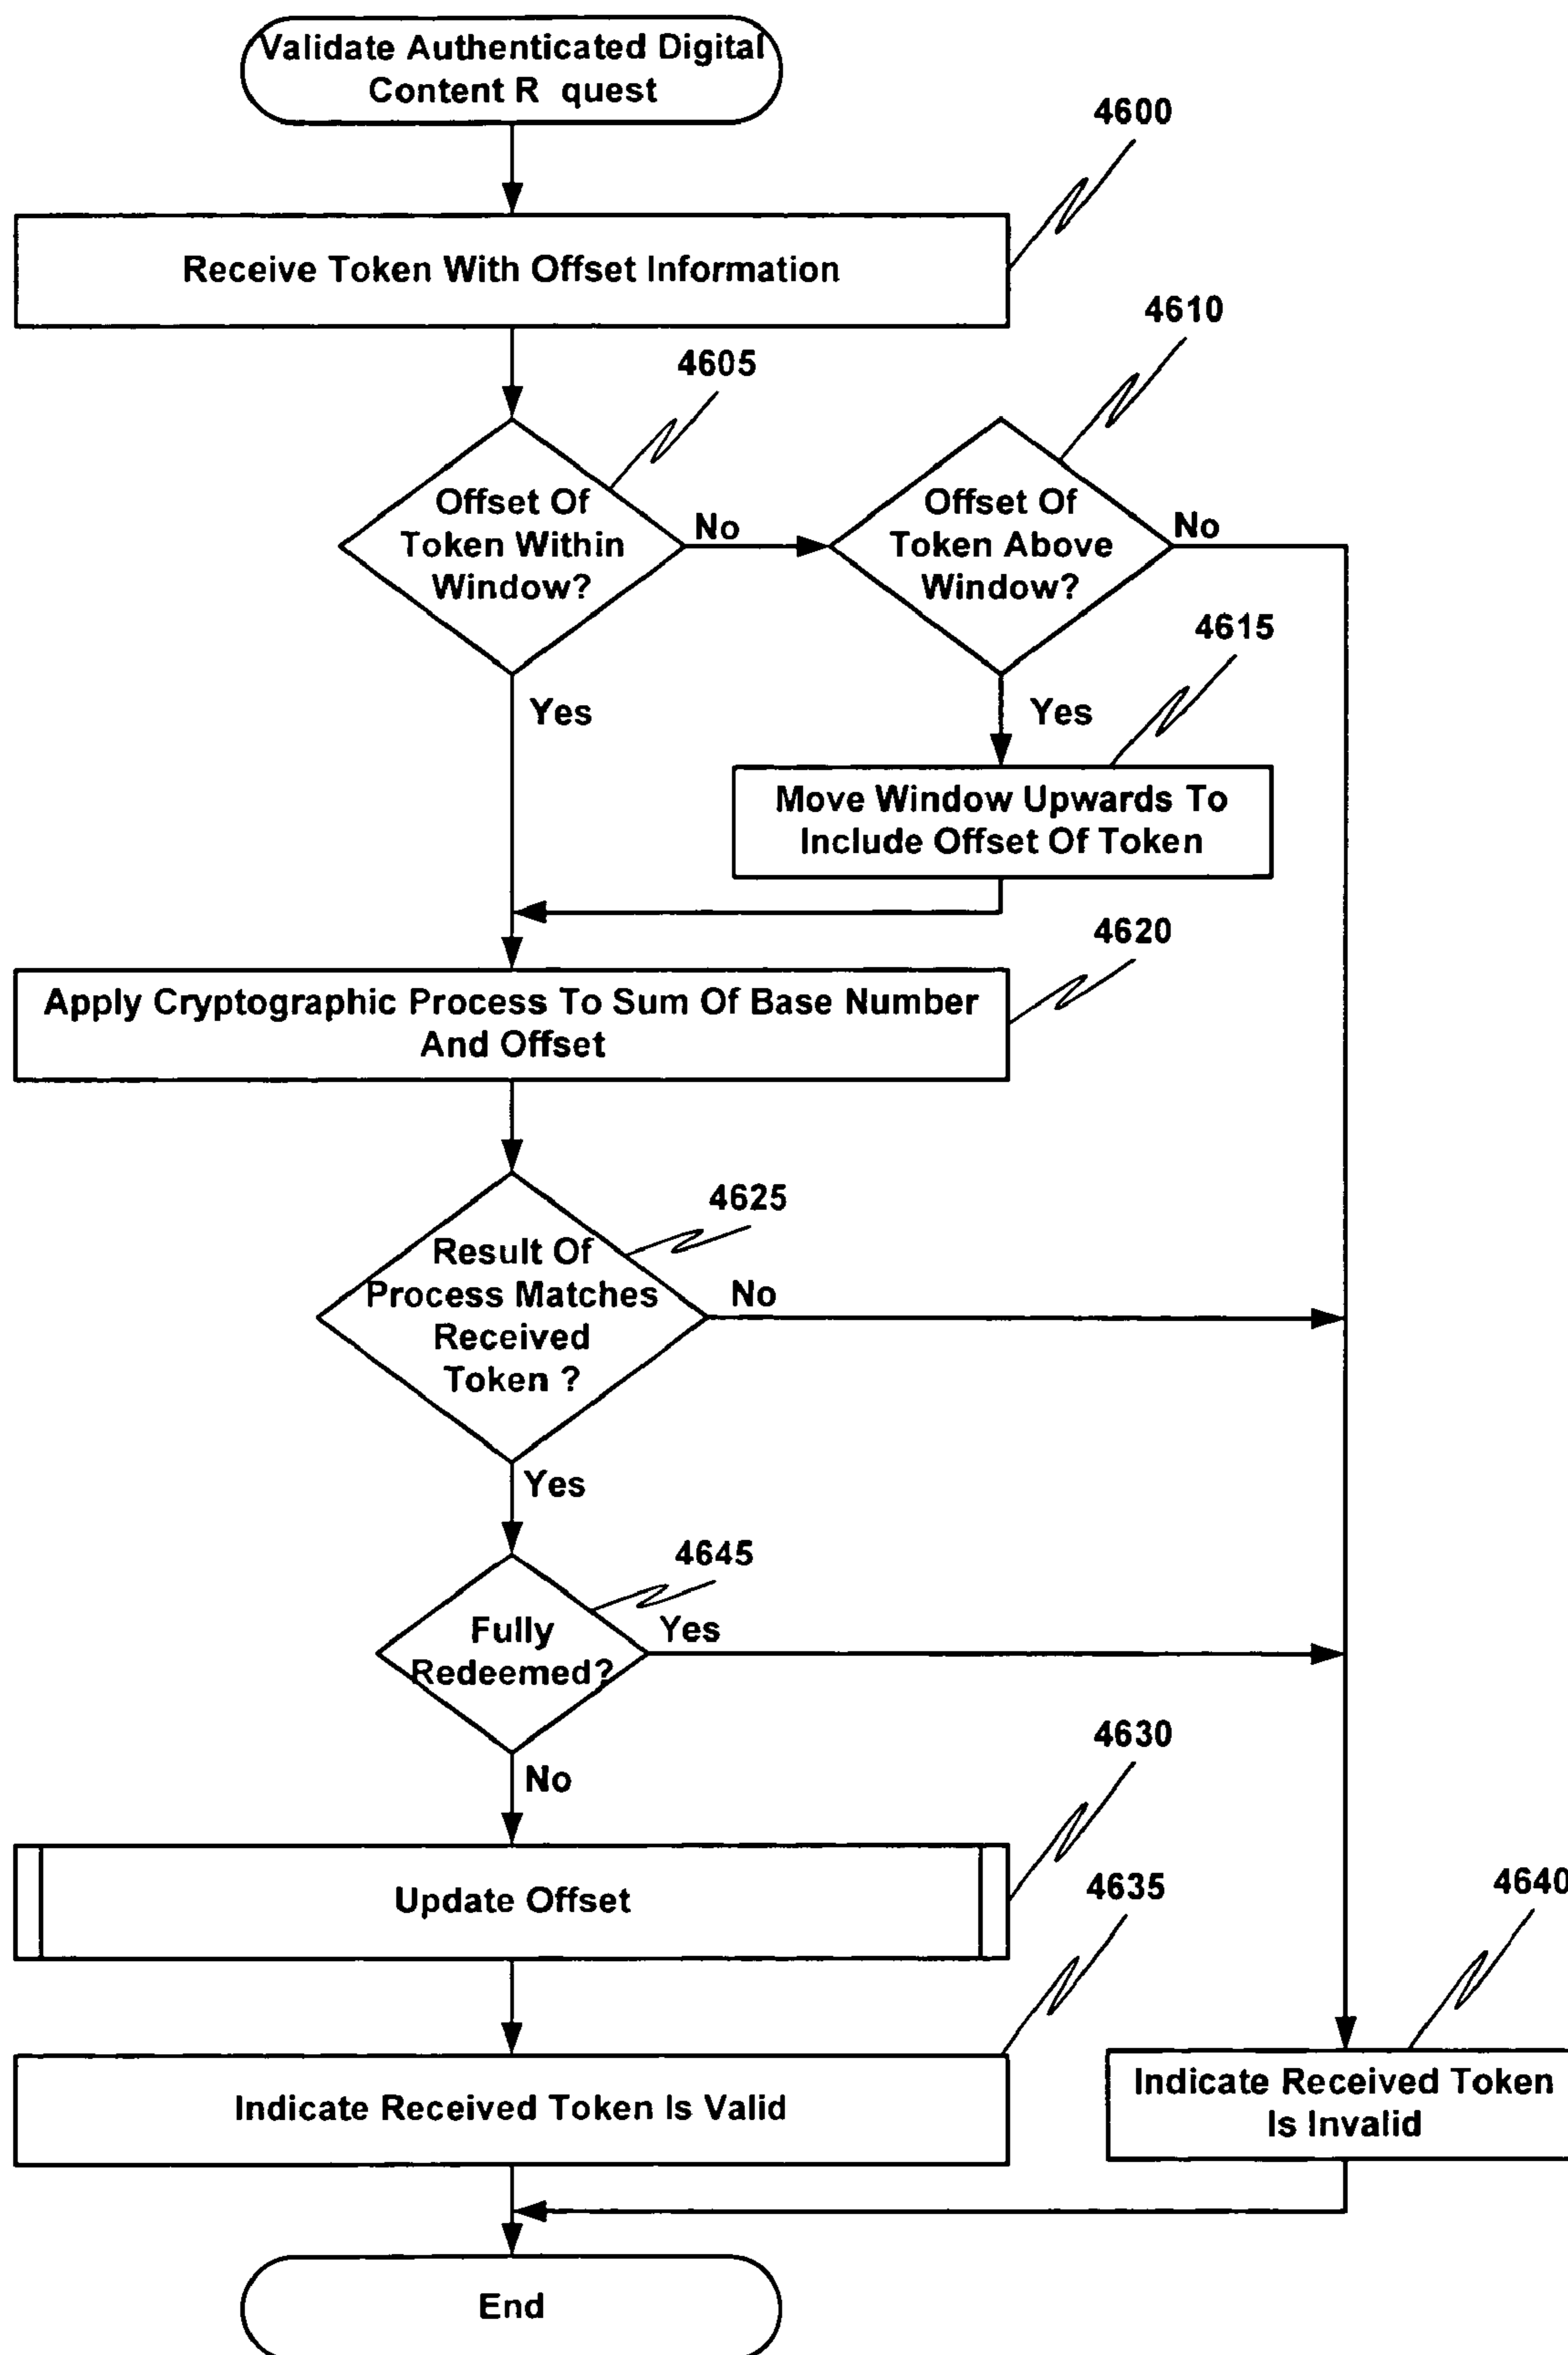 Validate Authenticated Digital
Content R quest
4600
Receive Token With Offset Information
4610
4605
Offset Of
Token Within
Window?
No
Offset Of
Token Above
Window?
No
4615
Yes
Yes
Move Window Upwards To
Include Offset Of Token
4620
Apply Cryptographic Process To Sum Of Base Number
And Offset
4625
Result Of
Process Matches
Received
Token ?
No
Yes
4645
Fully
Redeemed?
Yes
No
4630
Update Offset
4635
4640
Indicate Received Token Is Valid
Indicate Received Token
Is Invalid
End